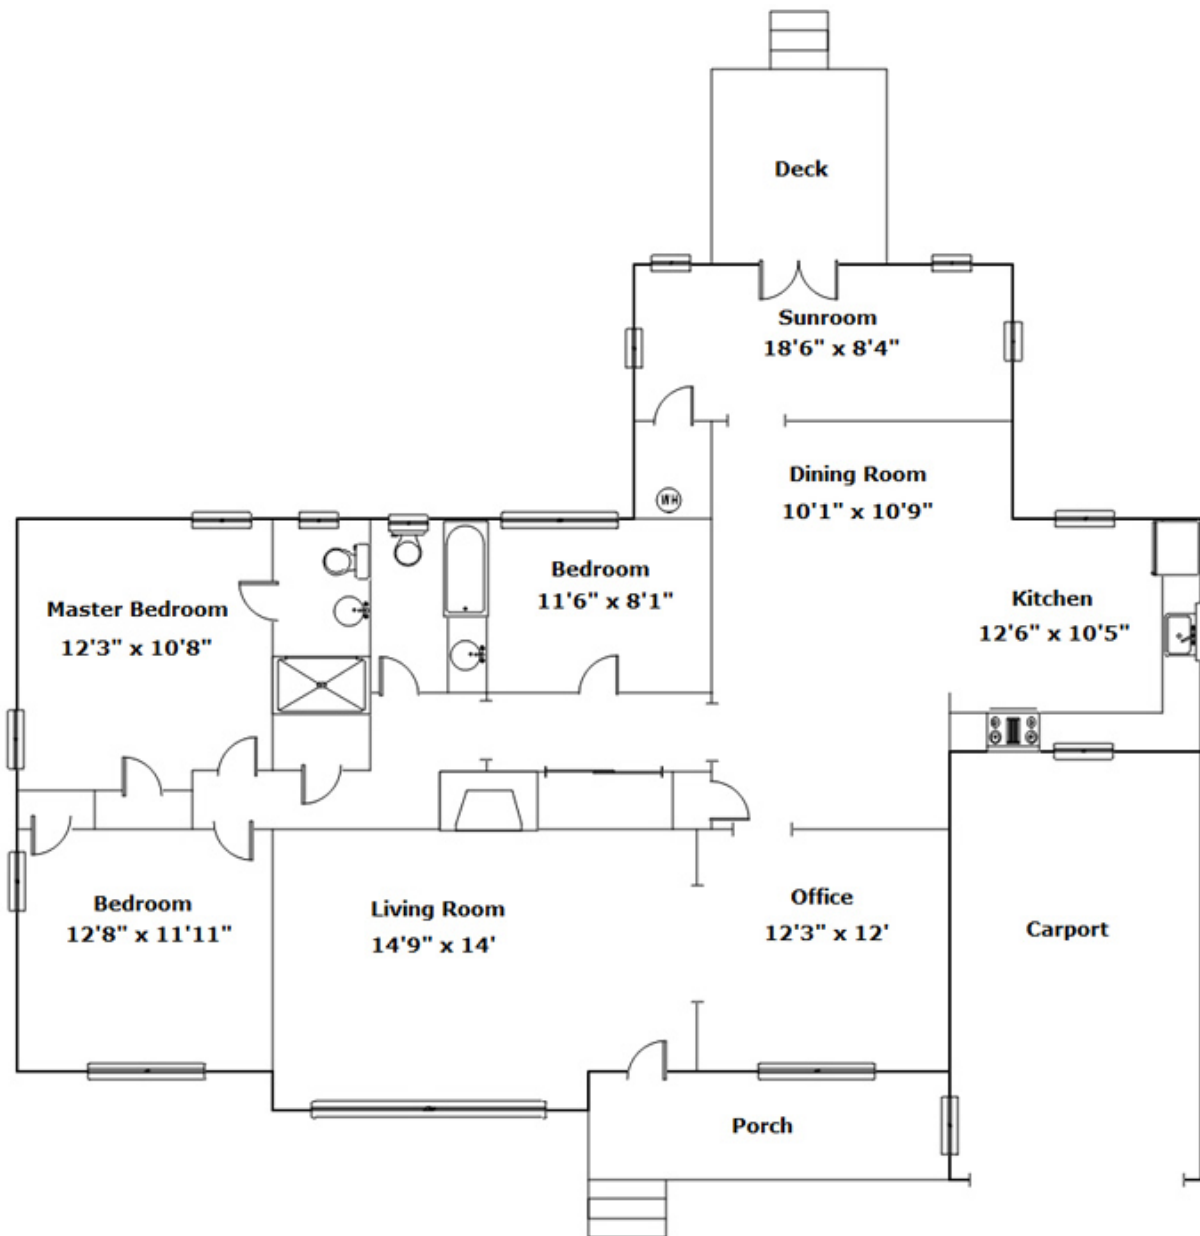 Deck
Sunroom
18'6" x 8'4"
Dining Room
10'1" x 10'9"
WH
Bedroom
11'6" x 8'1"
Kitchen
12'6" x 10'5"
Master Bedroom
12'3" x 10'8"
Bedroom
12'8" x 11'11"
Living Room
14'9" x 14'
Office
12'3" x 12'
Carport
Porch